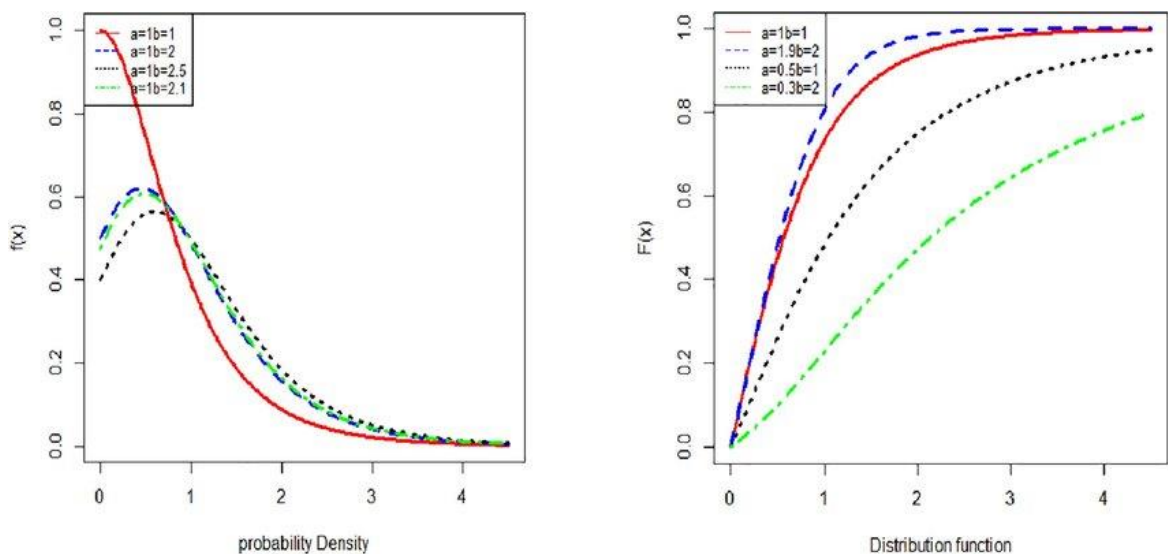 a=1b=1
a=1b=2
a=1b=2.5
a=1b=2.1
f(x)
0.0
0.2
0.4
0.6
0.8
1.0
0
1
2
3
4
probability Density
a=1b=1
a=1.9b=2
a=0.5b=1
a=0.3b=2
F(x)
0.0
0.2
0.4
0.6
0.8
1.0
0
1
2
3
4
Distribution function